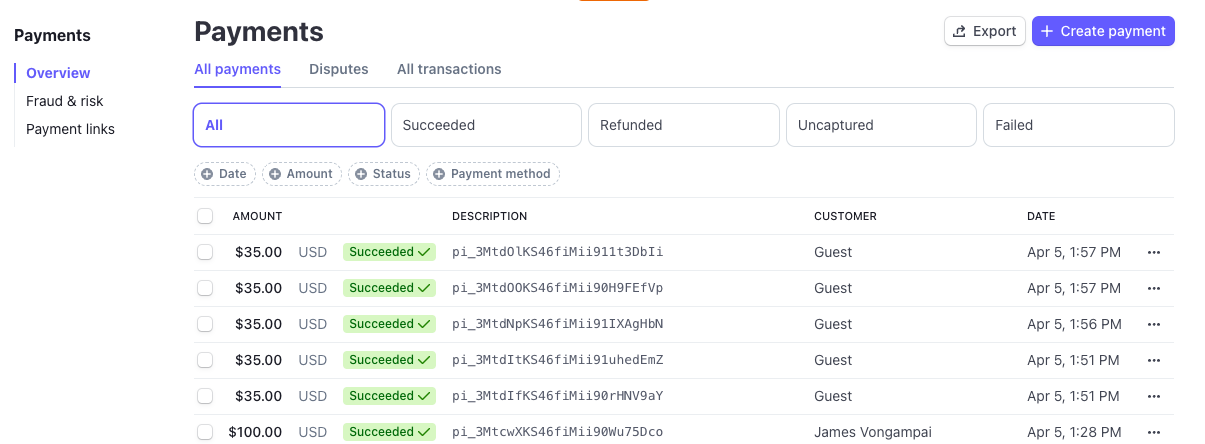 Payments
Overview
Fraud & risk
Payment links
Payments
Export
Create payment
All payments Disputes All transactions
All Succeeded Refunded Uncaptured Failed
Date Amount Status Payment method
AMOUNT DESCRIPTION CUSTOMER DATE
$35.00 USD Succeeded pi_3MtdOlKS46fiMii911t3DbIi Guest Apr 5, 1:57 PM
$35.00 USD Succeeded pi_3MtdOOKS46fiMii90H9FEfVp Guest Apr 5, 1:57 PM
$35.00 USD Succeeded pi_3MtdNpKS46fiMii91IXAgHbN Guest Apr 5, 1:56 PM
$35.00 USD Succeeded pi_3MtdItKS46fiMii91uhedEmZ Guest Apr 5, 1:51 PM
$35.00 USD Succeeded pi_3MtdIfKS46fiMii90rHNV9aY Guest Apr 5, 1:51 PM
$100.00 USD Succeeded pi_3MtcwXKS46fiMii90Wu75Dco James Vongampai Apr 5, 1:28 PM